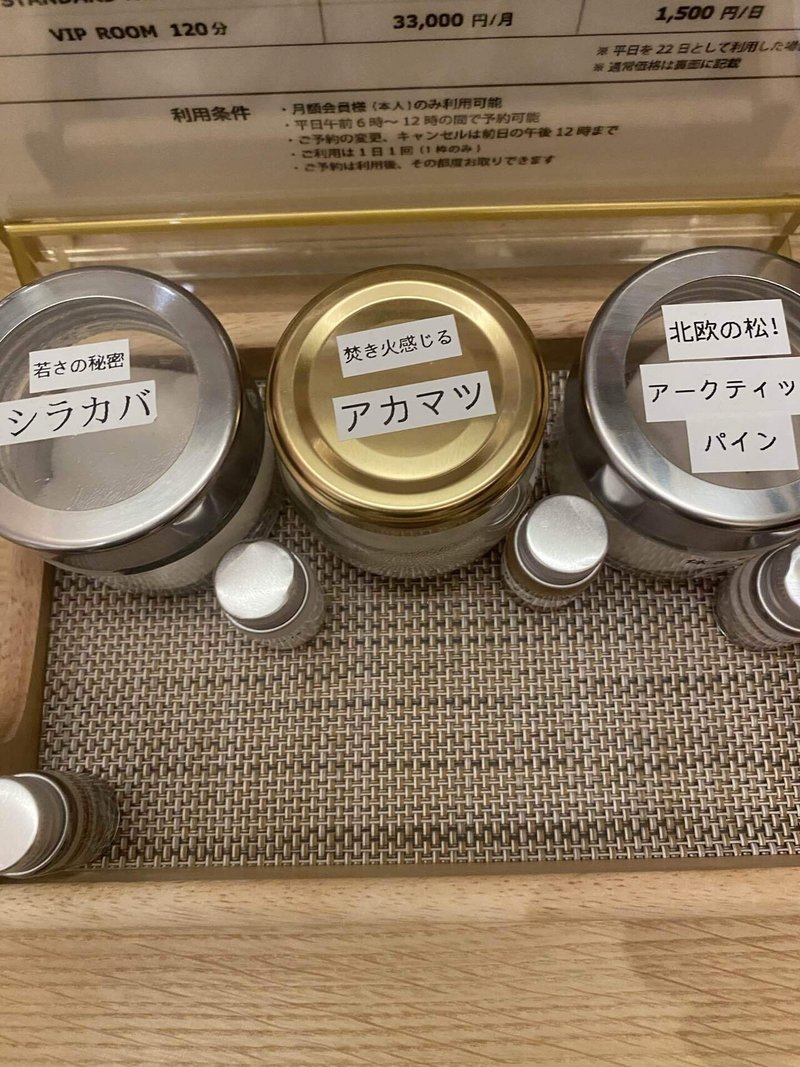 VIP ROOM 120分
33,000 円/月
1,500 円/日
※ 平日を 22 日として利用した場
※ 通常価格は裏面に記載
利用条件
・月額会員様（本人）のみ利用可能
・平日午前6時〜12時の間で予約可能
・ご予約の変更、キャンセルは前日の午後12時まで
・ご利用は1日1回（1枠のみ）
・ご予約は利用後、その都度お取りできます
若さの秘密
シラカバ
焚き火感じる
アカマツ
北欧の松!
アークティッ
パイン